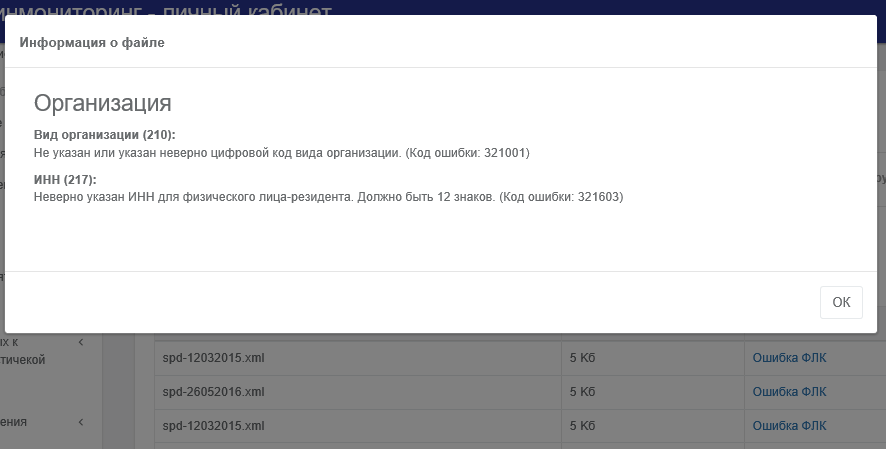 инмониторинг - личный кабинет
Информация о файле
Организация
Вид организации (210):
Не указан или указан неверно цифровой код вида организации. (Код ошибки: 321001)
ИНН (217):
Неверно указан ИНН для физического лица-резидента. Должно быть 12 знаков. (Код ошибки: 321603)
OK
ых к
тичекой
spd-12032015.xml 5 Кб Ошибка ФЛК
spd-26052016.xml 5 Кб Ошибка ФЛК
ения
spd-12032015.xml 5 Кб Ошибка ФЛК